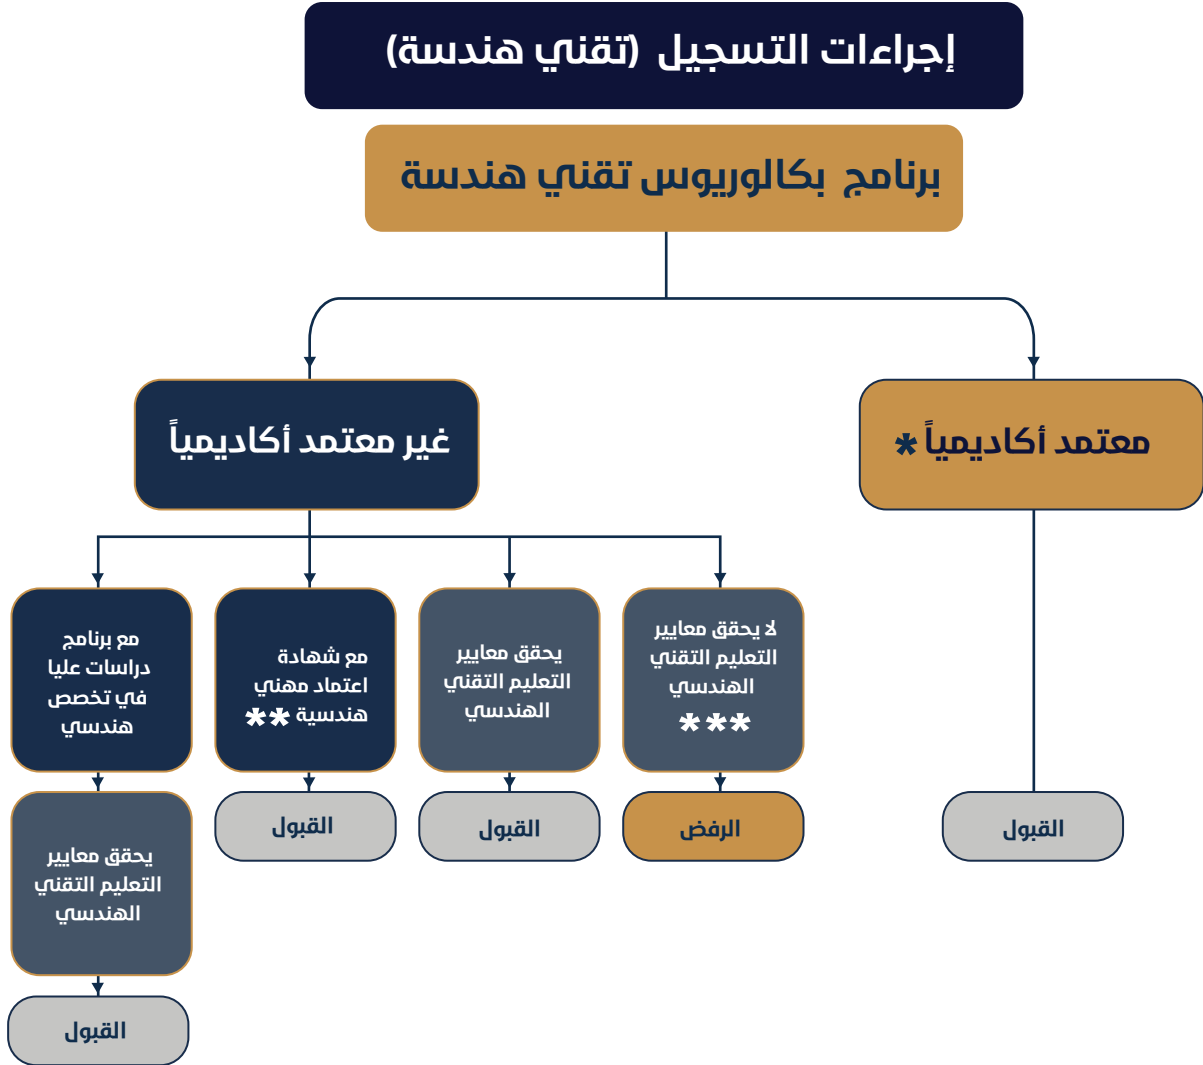 إجراءات التسجيل (تقني هندسة)
برنامج بكالوريوس تقني هندسة
معتمد أكاديمياً *
غير معتمد أكاديمياً
لا يحقق معايير
التعليم التقني
الهندسي
***
يحقق معايير
التعليم التقني
الهندسي
مع شهادة
اعتماد مهني
هندسية **
مع برنامج
دراسات عليا
في تخصص
هندسي
القبول
الرفض
القبول
القبول
يحقق معايير
التعليم التقني
الهندسي
القبول